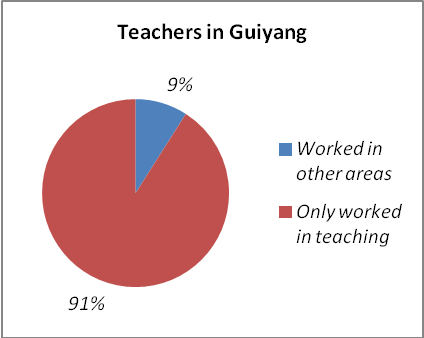 Teachers in Guiyang
9%
Worked in
other areas
Only worked
in teaching
91%